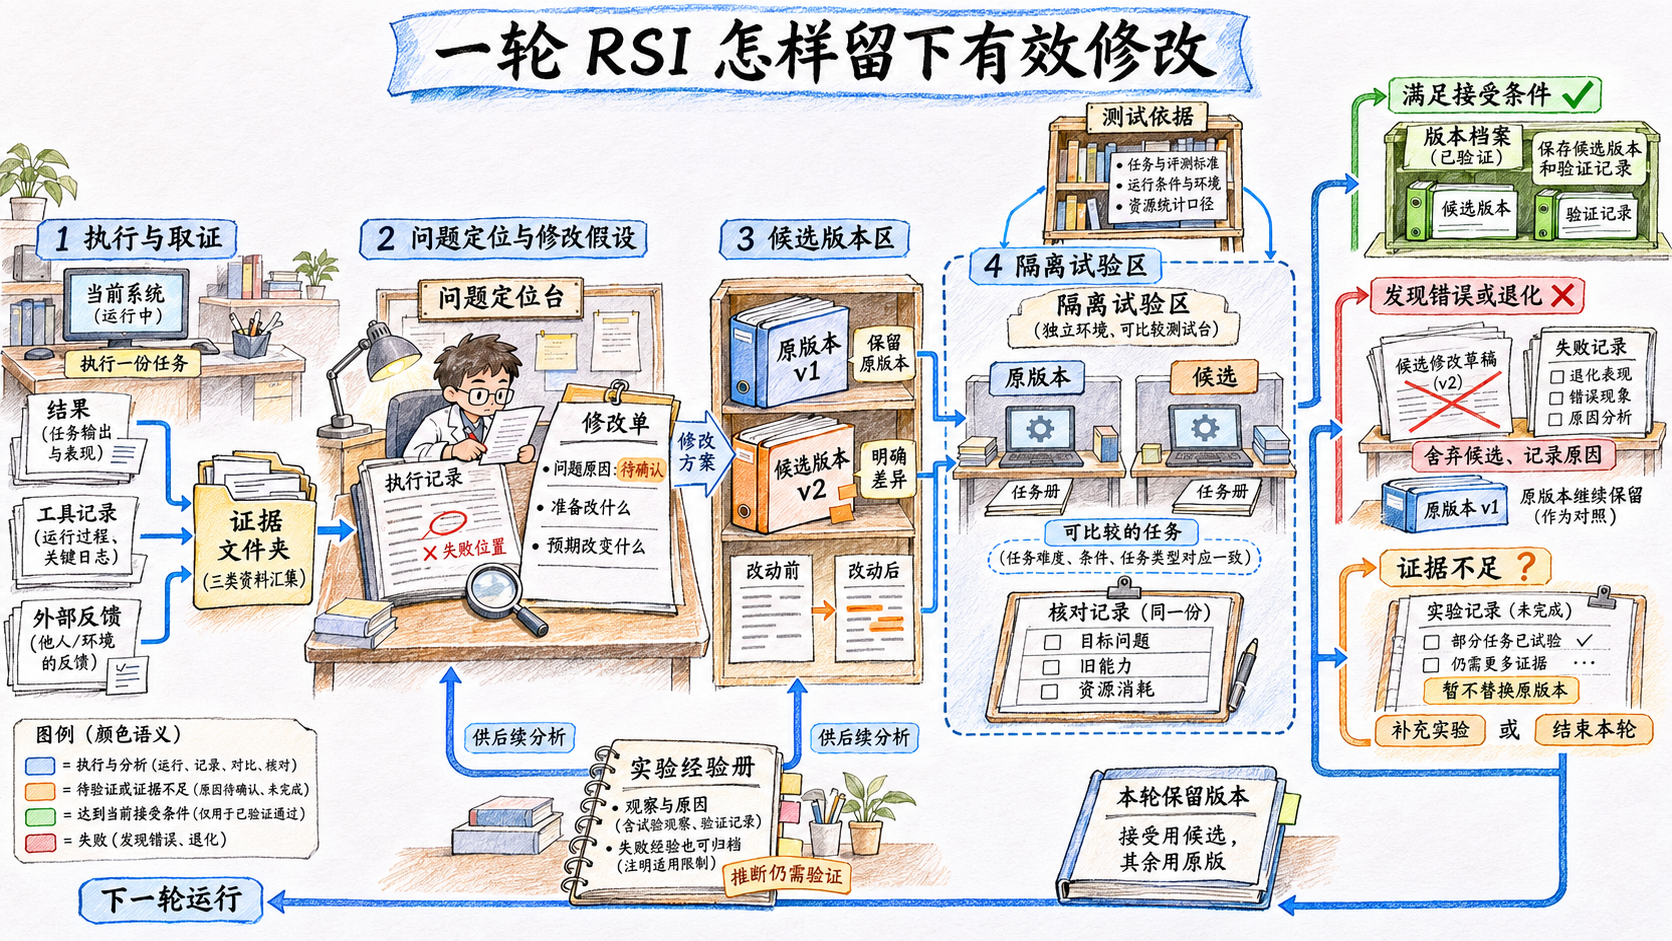 一轮 RSI 怎样留下有效修改
1 执行与取证
当前系统
(运行中)
执行一份任务
结果
(任务输出
与表现)
工具记录
(运行过程、
关键日志)
外部反馈
(他人/环境
的反馈)
证据
文件夹
(三类资料汇集)
2 问题定位与修改假设
问题定位台
执行记录
✗ 失败位置
修改单
• 问题原因: 待确认
• 准备改什么
• 预期改变什么
修改
方案
3 候选版本区
原版本
v1
保留
原版本
候选版本
v2
明确
差异
改动前
改动后
测试依据
• 任务与评测标准
• 运行条件与环境
• 资源统计口径
4 隔离试验区
隔离试验区
(独立环境、可比较测试台)
原版本
候选
任务册
任务册
可比较的任务
(任务难度、条件、任务类型对应一致)
核对记录 (同一份)
目标问题
旧能力
资源消耗
满足接受条件 ✓
版本档案
(已验证)
保存候选版本
和验证记录
候选版本
验证记录
发现错误或退化 ✗
候选修改草稿
(v2)
失败记录
退化表现
错误现象
原因分析
舍弃候选、记录原因
原版本 v1
原版本继续保留
(作为对照)
证据不足 ?
实验记录 (未完成)
部分任务已试验 ✓
仍需更多证据 ···
暂不替换原版本
补充实验 或 结束本轮
图例 (颜色语义)
= 执行与分析 (运行、记录、对比、核对)
= 待验证或证据不足 (原因待确认、未完成)
= 达到当前接受条件 (仅用于已验证通过)
= 失败 (发现错误、退化)
供后续分析
供后续分析
实验经验册
• 观察与原因
(含试验观察、验证记录)
• 失败经验也可归档
(注明适用限制)
推断仍需验证
本轮保留版本
接受用候选，
其余用原版
下一轮运行